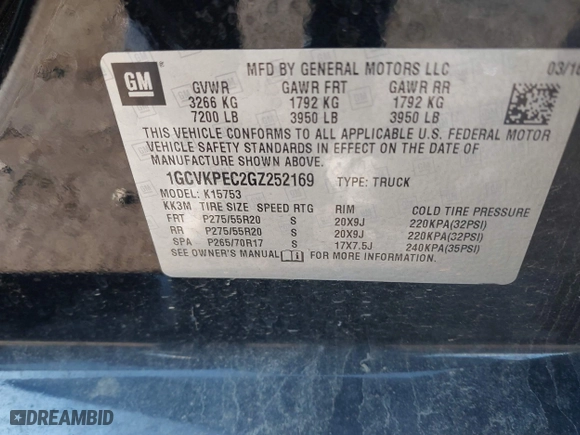 GM
MFD BY GENERAL MOTORS LLC
GVWR GAWR FRT GAWR RR
3266 KG 1792 KG 1792 KG
7200 LB 3950 LB 3950 LB
THIS VEHICLE CONFORMS TO ALL APPLICABLE U.S. FEDERAL MOTOR
VEHICLE SAFETY STANDARDS IN EFFECT ON THE DATE OF
MANUFACTURE SHOWN ABOVE.
1GCVKPEC2GZ252169 TYPE: TRUCK
MODEL: K15753
KK3M TIRE SIZE SPEED RTG RIM COLD TIRE PRESSURE
FRT P275/55R20 S 20X9J 220KPA(32PSI)
RR P275/55R20 S 20X9J 220KPA(32PSI)
SPA P265/70R17 S 17X7.5J 240KPA(35PSI)
SEE OWNER'S MANUAL FOR MORE INFORMATION.
DREAMBID